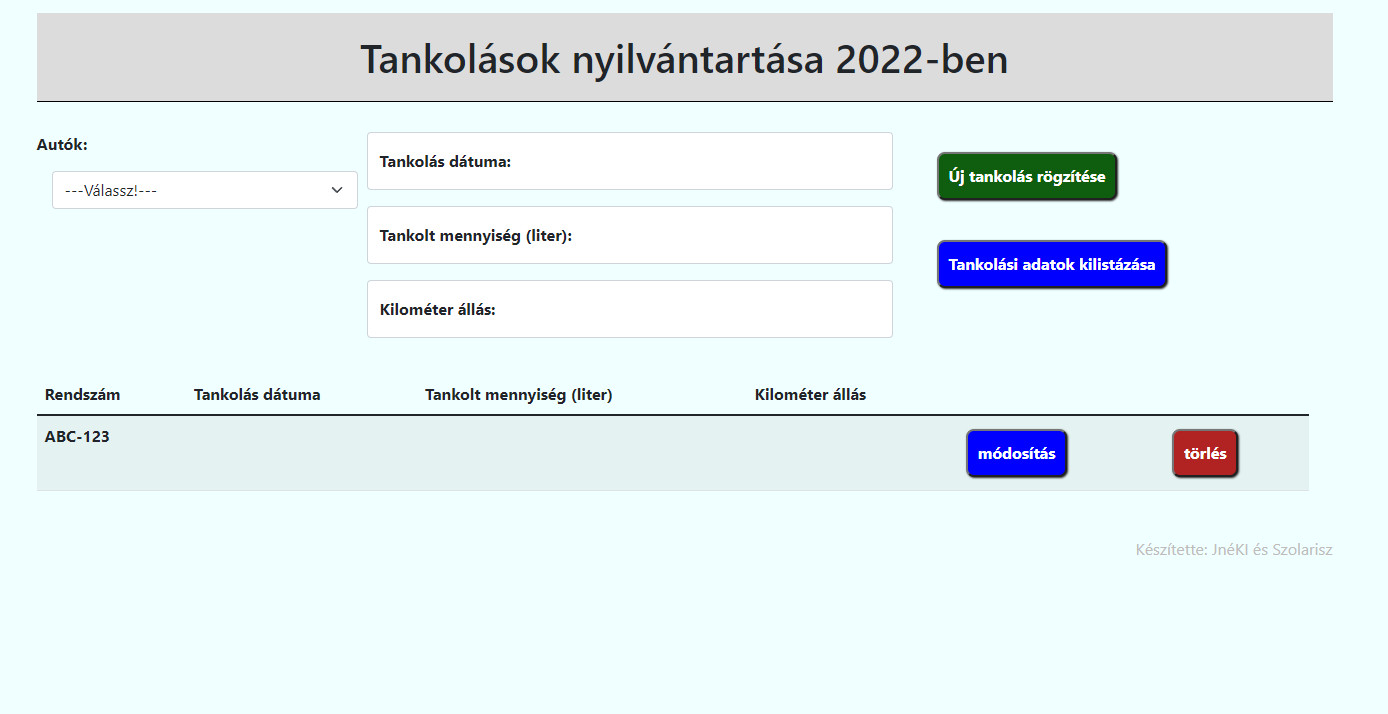 Tankolások nyilvántartása 2022-ben
Autók:
---Válassz!---
Tankolás dátuma:
Tankolt mennyiség (liter):
Kilométer állás:
Új tankolás rögzítése
Tankolási adatok kilistázása
Rendszám Tankolás dátuma Tankolt mennyiség (liter) Kilométer állás
ABC-123 módosítás törlés
Készítette: JnéKI és Szolarisz